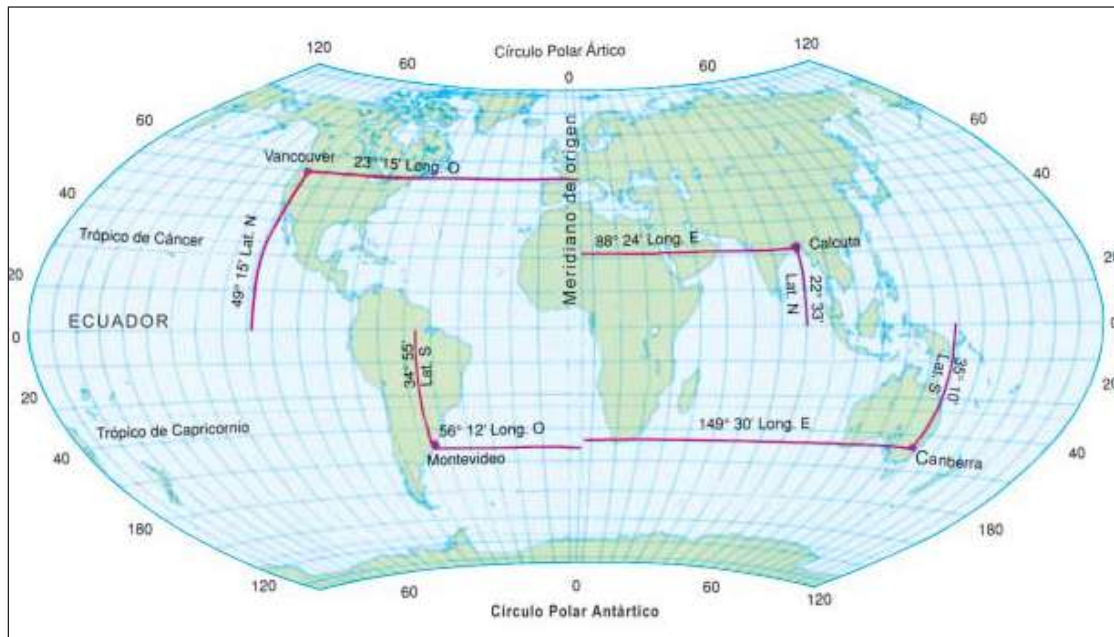 120
Círculo Polar Ártico
120
60
0
60
60
60
Vancouver
23° 15' Long. O
Meridiano de origen
40
40
49° 15' Lat. N
Trópico de Cáncer
88° 24' Long. E
Calcuta
22° 33'
Lat. N
20
20
ECUADOR
0
0
34° 55'
Lat. S
35° 10'
Lat. S
20
20
Trópico de Capricornio
56° 12' Long. O
149° 30' Long. E
Montevideo
Canberra
40
40
180
180
120
60
0
60
120
Círculo Polar Antártico